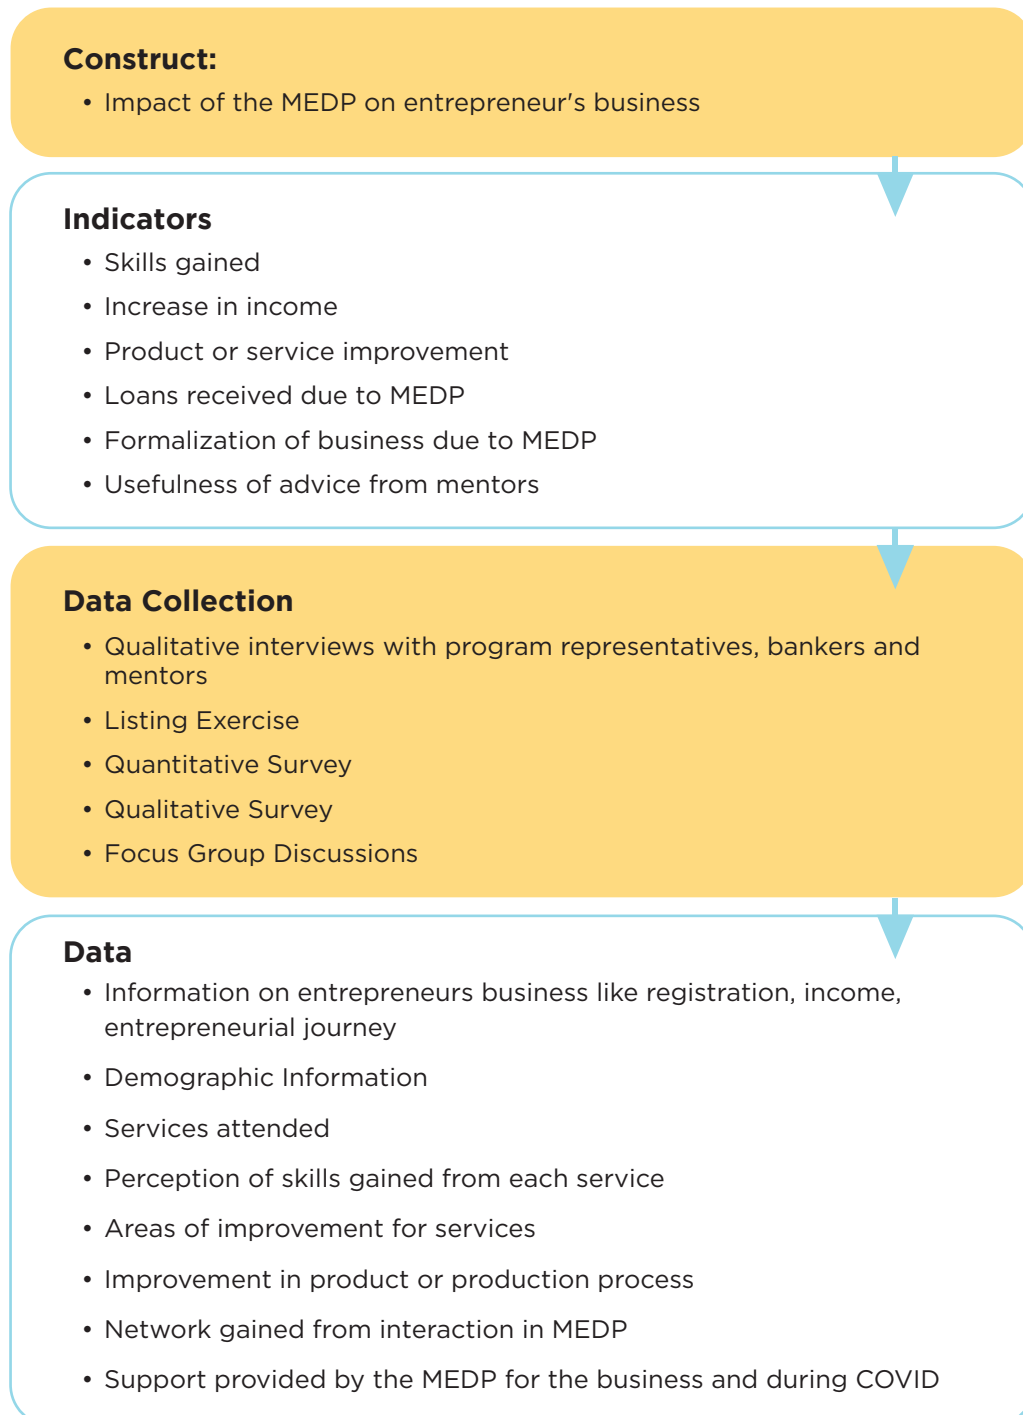 Construct:
• Impact of the MEDP on entrepreneur's business
Indicators
• Skills gained
• Increase in income
• Product or service improvement
• Loans received due to MEDP
• Formalization of business due to MEDP
• Usefulness of advice from mentors
Data Collection
• Qualitative interviews with program representatives, bankers and
mentors
• Listing Exercise
• Quantitative Survey
• Qualitative Survey
• Focus Group Discussions
Data
• Information on entrepreneurs business like registration, income,
entrepreneurial journey
• Demographic Information
• Services attended
• Perception of skills gained from each service
• Areas of improvement for services
• Improvement in product or production process
• Network gained from interaction in MEDP
• Support provided by the MEDP for the business and during COVID